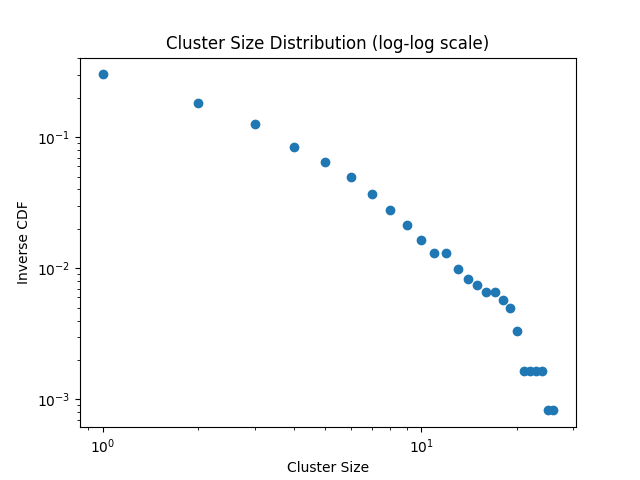 Cluster Size Distribution (log-log scale)
Inverse CDF
10⁻¹
10⁻²
10⁻³
10⁰
10¹
Cluster Size